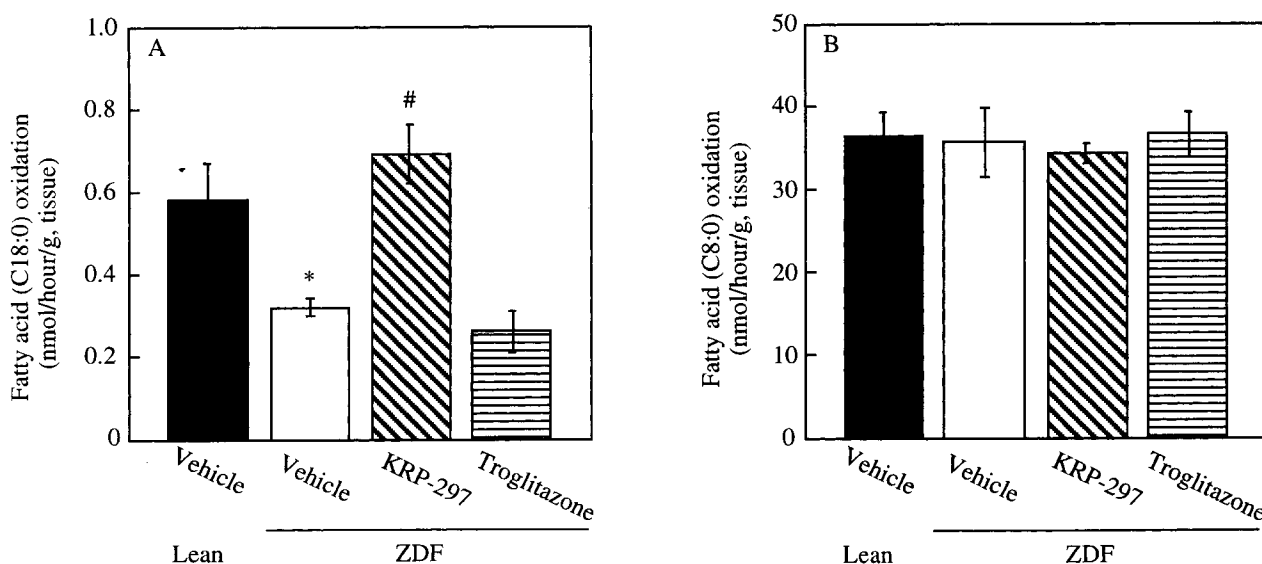 A
Fatty acid (C18:0) oxidation
(nmol/hour/g, tissue)
1.0
0.8
0.6
0.4
0.2
0
*
#
Vehicle
Vehicle
KRP-297
Troglitazone
Lean
ZDF
B
Fatty acid (C8:0) oxidation
(nmol/hour/g, tissue)
50
40
30
20
10
0
Vehicle
Vehicle
KRP-297
Troglitazone
Lean
ZDF